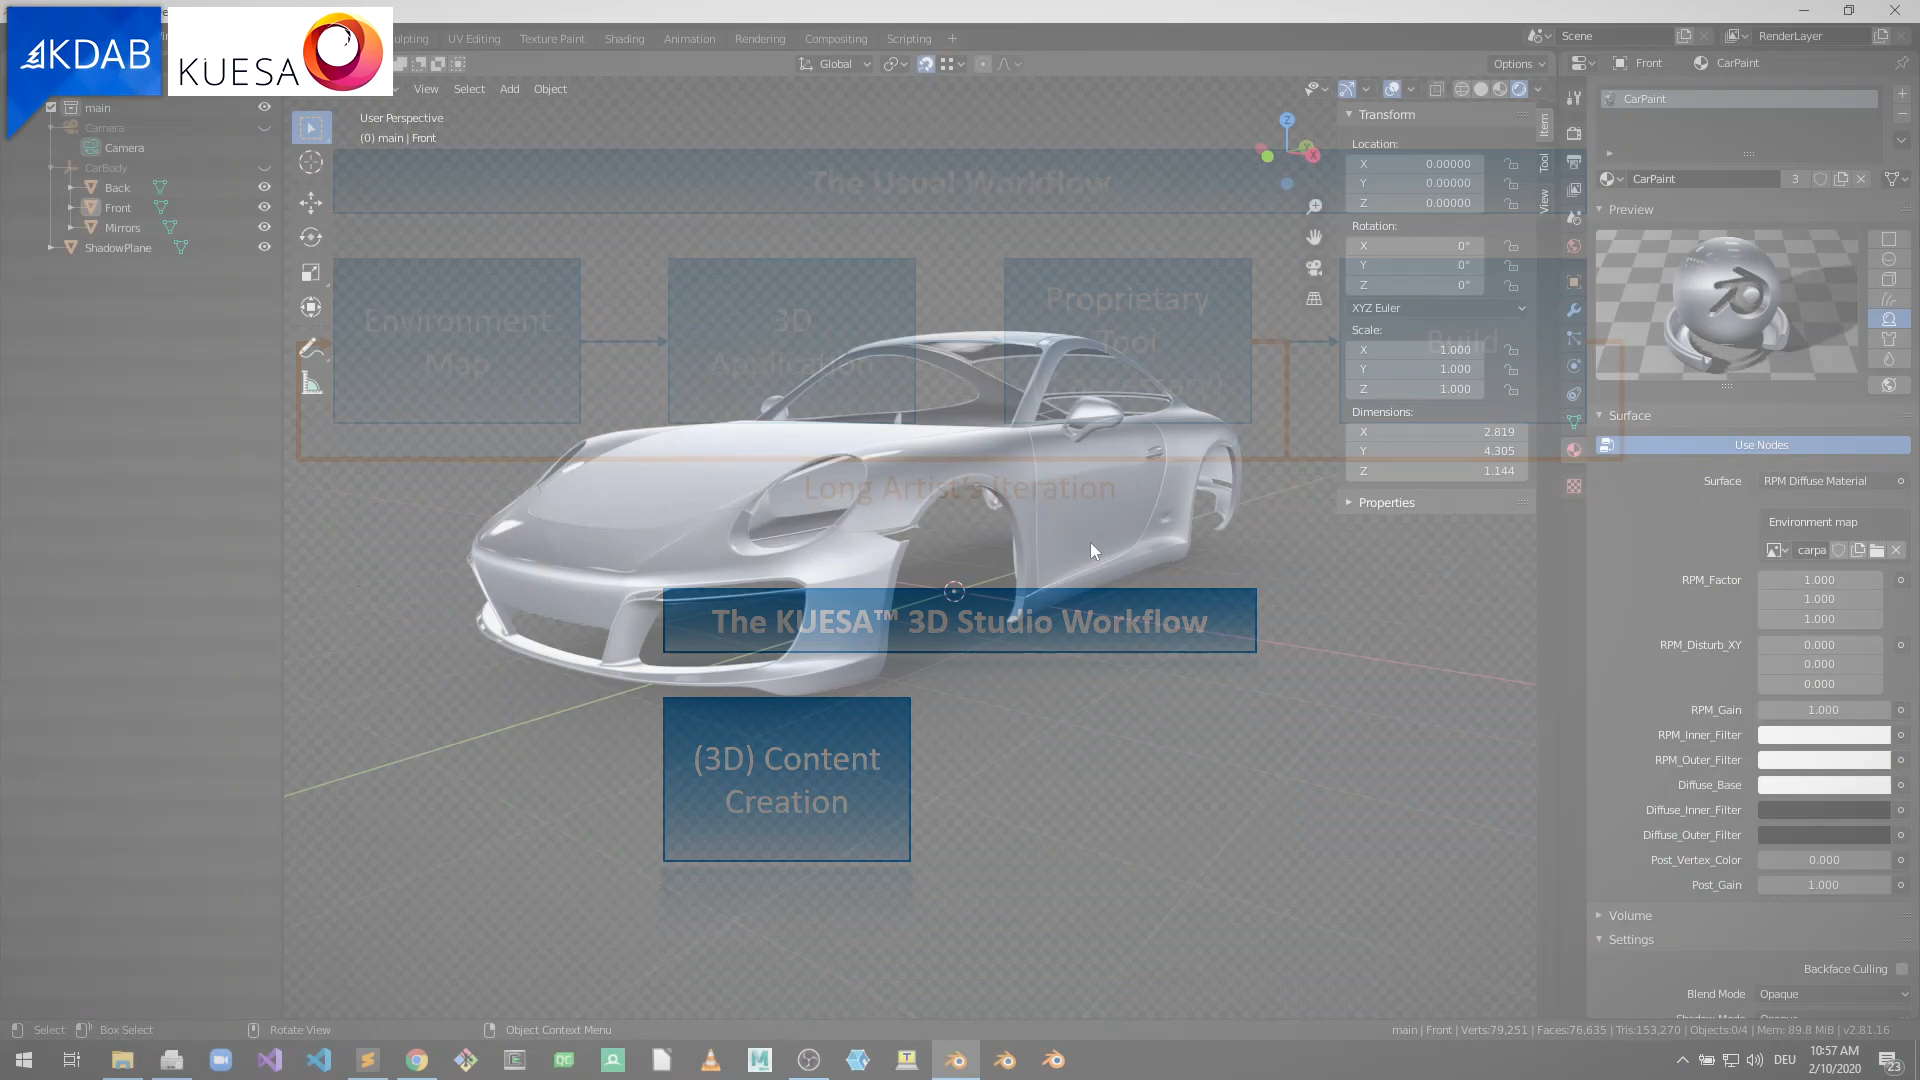 KDAB
KUESA
ulpting
UV Editing
Texture Paint
Shading
Animation
Rendering
Compositing
Scripting
+
Scene
RenderLayer
Global
Options
Front
CarPaint
View
Select
Add
Object
main
Camera
Camera
CarBody
Back
Front
Mirrors
ShadowPlane
User Perspective
(0) main | Front
Z
Y
X
Item
Tool
View
Transform
Location:
X 0.00000
Y 0.00000
Z 0.00000
Rotation:
X 0°
Y 0°
Z 0°
XYZ Euler
Scale:
X 1.000
Y 1.000
Z 1.000
Dimensions:
X 2.819
Y 4.305
Z 1.144
Properties
The Usual Workflow
Environment
Map
3D
Application
Proprietary
Tool
Build
Long Artist's Iteration
The KUESA™ 3D Studio Workflow
(3D) Content
Creation
CarPaint
CarPaint
3
Preview
Surface
Use Nodes
Surface
RPM Diffuse Material
Environment map
carpa
RPM_Factor
1.000
1.000
1.000
RPM_Disturb_XY
0.000
0.000
0.000
RPM_Gain
1.000
RPM_Inner_Filter
RPM_Outer_Filter
Diffuse_Base
Diffuse_Inner_Filter
Diffuse_Outer_Filter
Post_Vertex_Color
0.000
Post_Gain
1.000
Volume
Settings
Backface Culling
Blend Mode
Opaque
Select
Box Select
Rotate View
Object Context Menu
main | Front | Verts:79,251 | Faces:76,635 | Tris:153,270 | Objects:0/4 | Mem: 89.8 MiB | v2.81.16
DEU
10:57 AM
2/10/2020
23